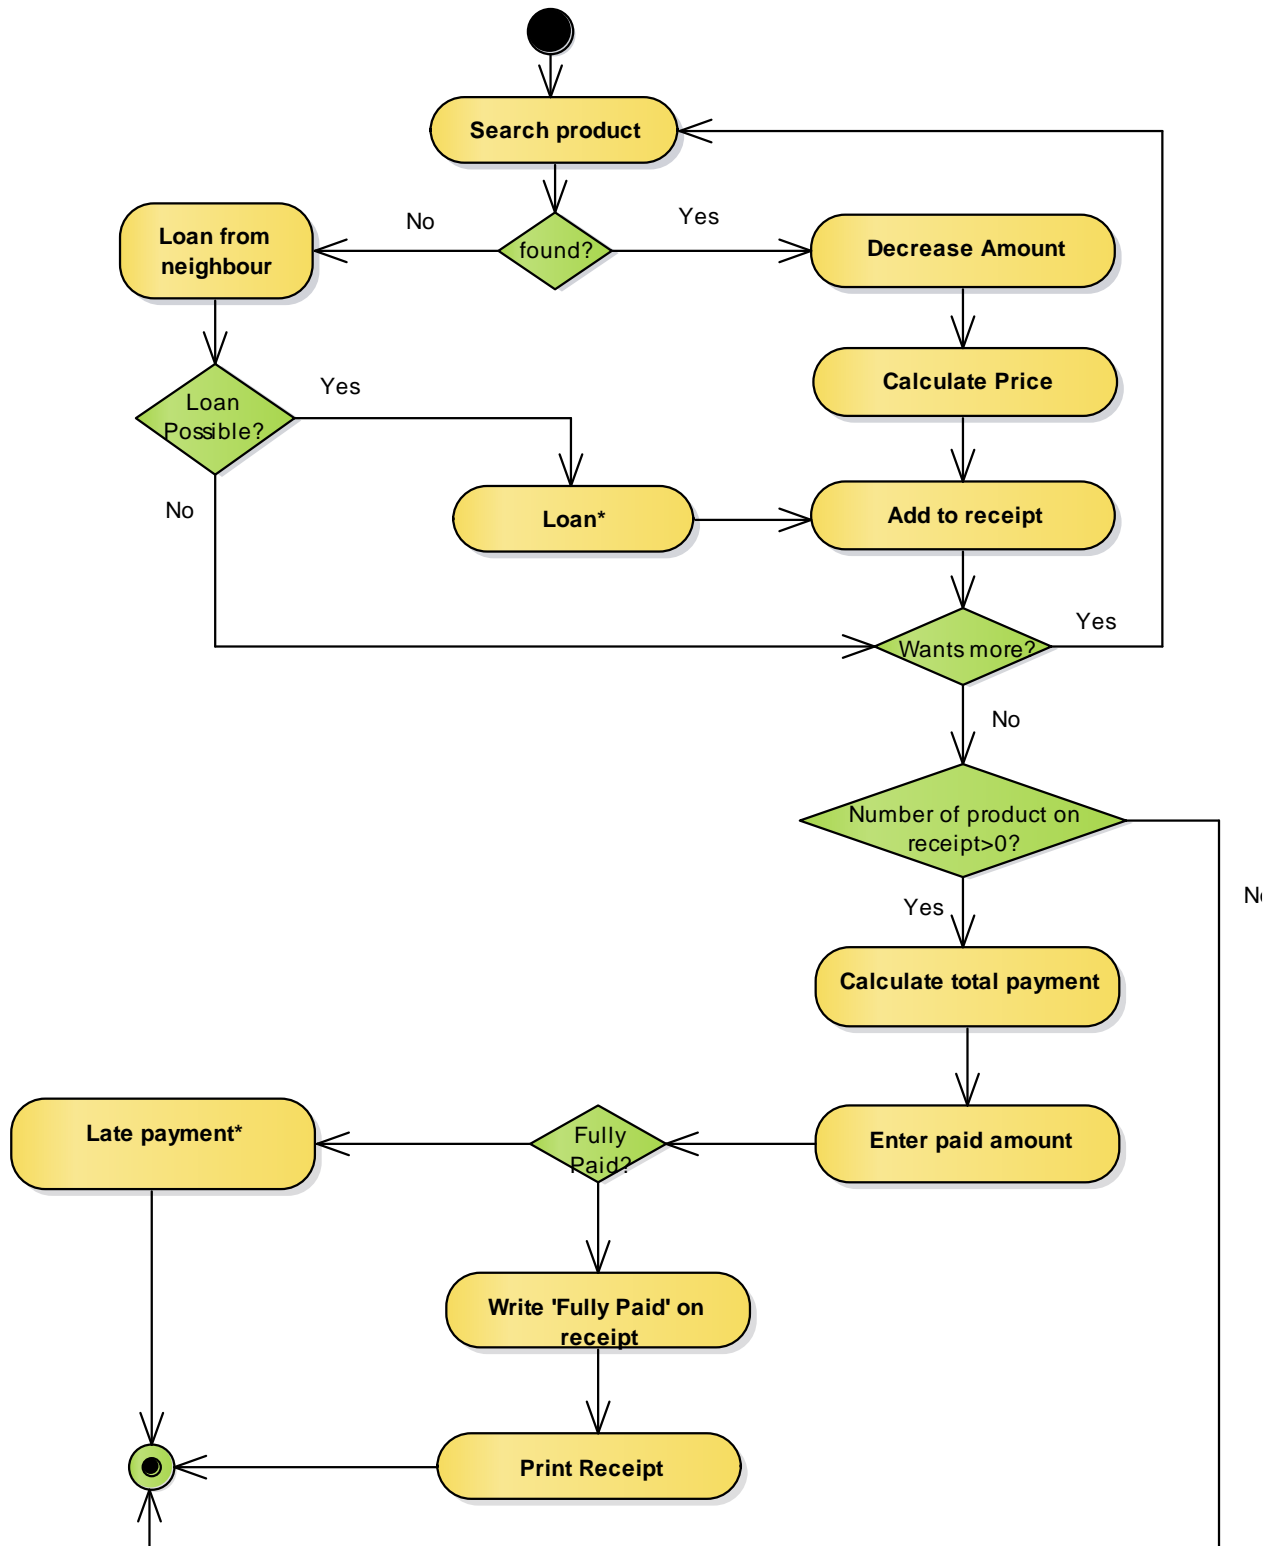 Search product
No
Yes
Loan from
neighbour
found?
Decrease Amount
Calculate Price
Loan
Possible?
Yes
No
Loan*
Add to receipt
Wants more?
Yes
No
Number of product on
receipt>0?
Yes
Calculate total payment
Late payment*
Fully
Paid?
Enter paid amount
Write 'Fully Paid' on
receipt
Print Receipt